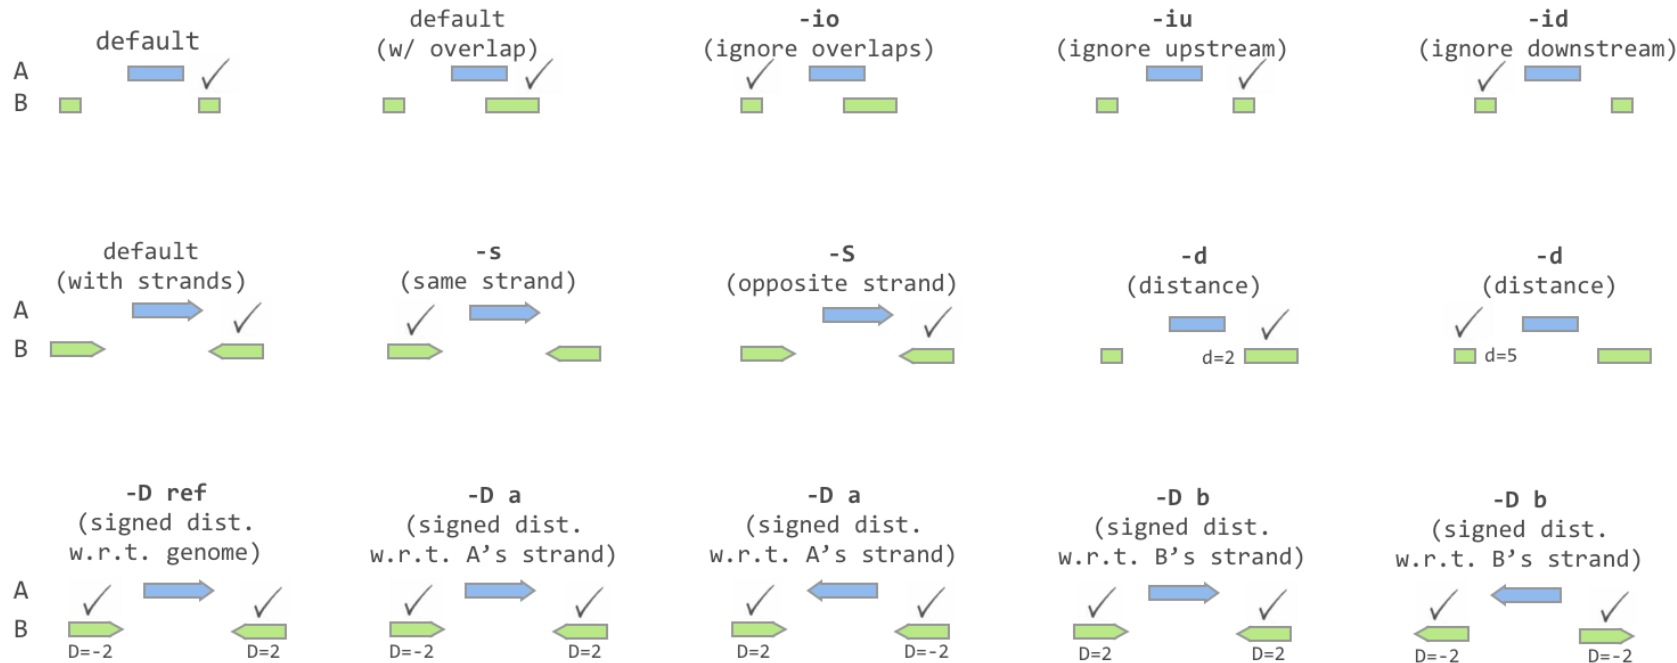 default
default
(w/ overlap)
-io
(ignore overlaps)
-iu
(ignore upstream)
-id
(ignore downstream)
A
B
default
(with strands)
-s
(same strand)
-S
(opposite strand)
-d
(distance)
-d
(distance)
A
B
d=2
d=5
-D ref
(signed dist.
w.r.t. genome)
-D a
(signed dist.
w.r.t. A’s strand)
-D a
(signed dist.
w.r.t. A’s strand)
-D b
(signed dist.
w.r.t. B’s strand)
-D b
(signed dist.
w.r.t. B’s strand)
A
B
D=-2 D=2
D=-2 D=2
D=2 D=-2
D=2 D=2
D=-2 D=-2